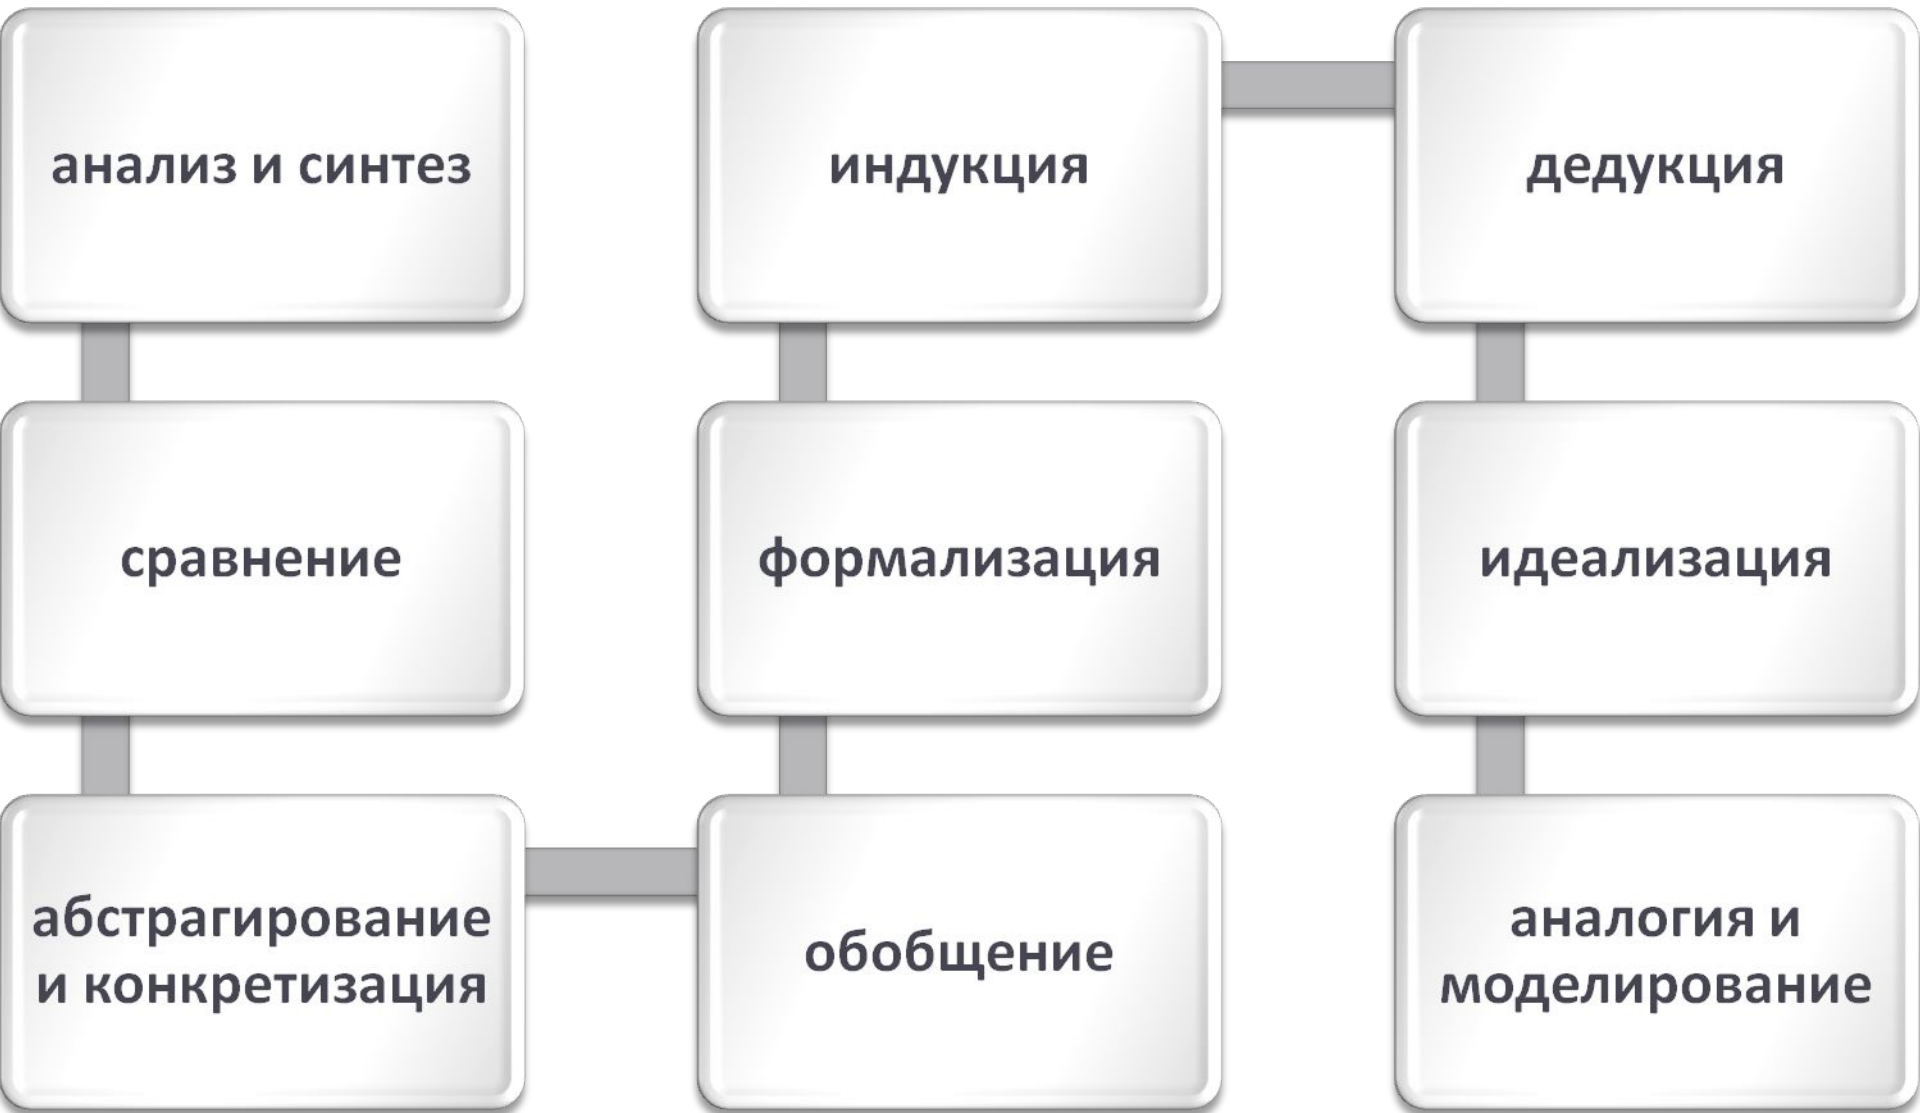 анализ и синтез
сравнение
абстрагирование
и конкретизация
обобщение
формализация
индукция
дедукция
идеализация
аналогия и
моделирование